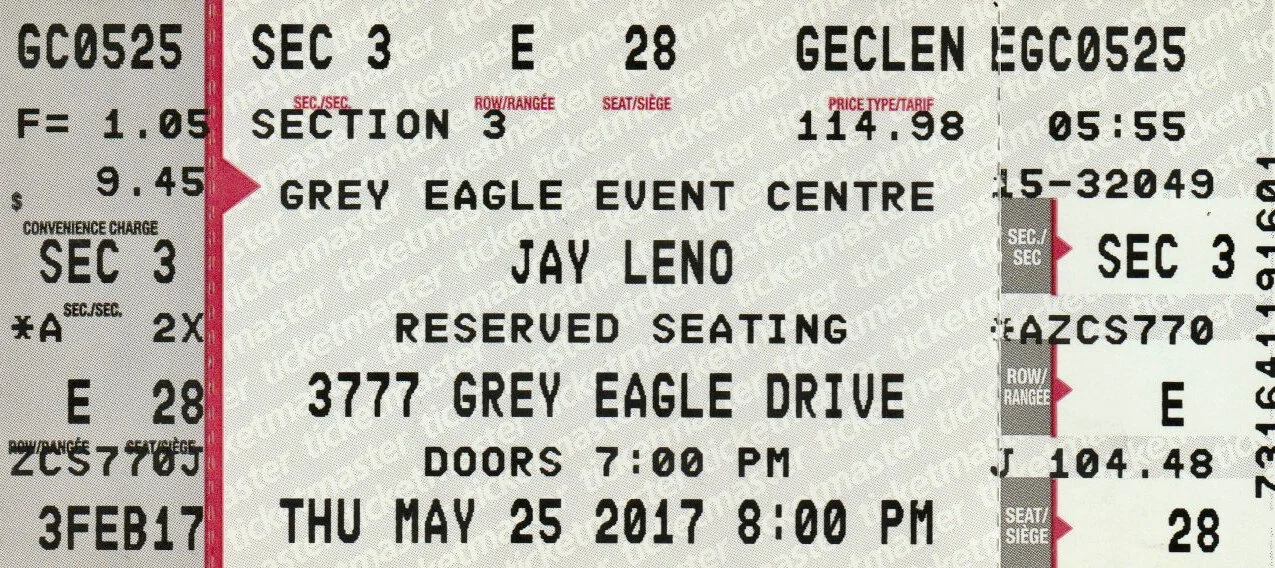 GC0525 SEC 3 E 28 GECLEN EGC0525
SEC./SEC. ROW/RANGÉE SEAT/SIÈGE PRICE TYPE/TARIF
F= 1.05 SECTION 3 114.98 05:55
$ 9.45 GREY EAGLE EVENT CENTRE 15-32049
CONVENIENCE CHARGE
SEC 3 JAY LENO SEC./SEC SEC 3
SEC./SEC.
*A 2X RESERVED SEATING *AZCS770
E 28 3777 GREY EAGLE DRIVE ROW/RANGÉE E
ROW/RANGÉE SEAT/SIÈGE
ZCS770J DOORS 7:00 PM J 104.48
3FEB17 THU MAY 25 2017 8:00 PM SEAT/SIÈGE 28
731641191601
ticketmaster